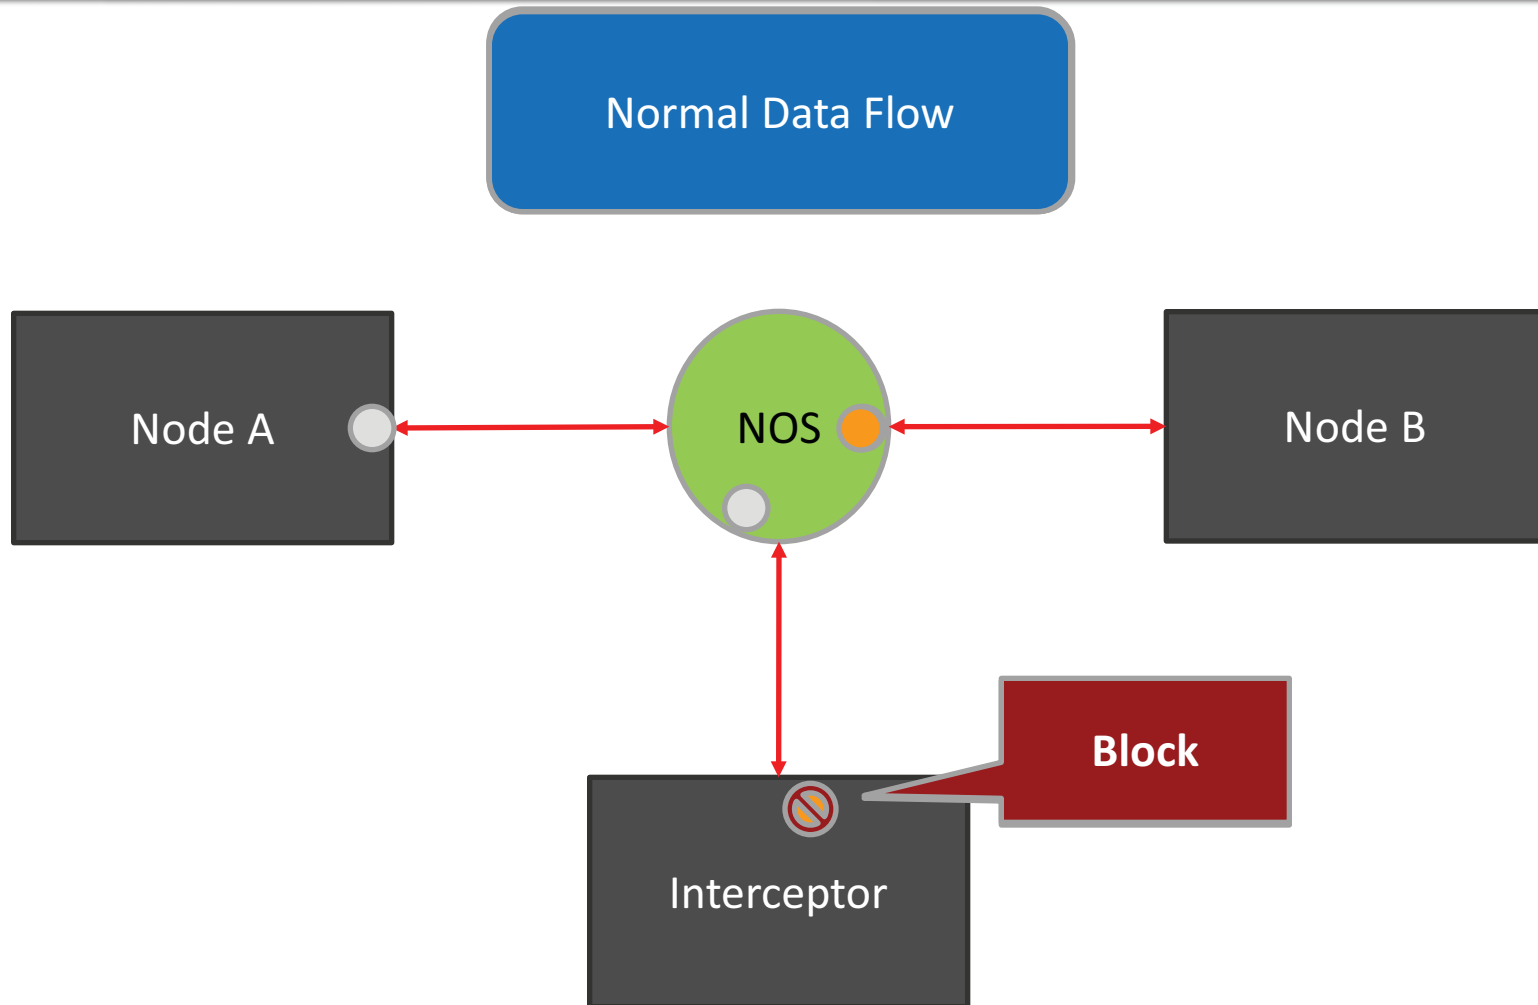 Normal Data Flow
Node A
NOS
Node B
Block
Interceptor